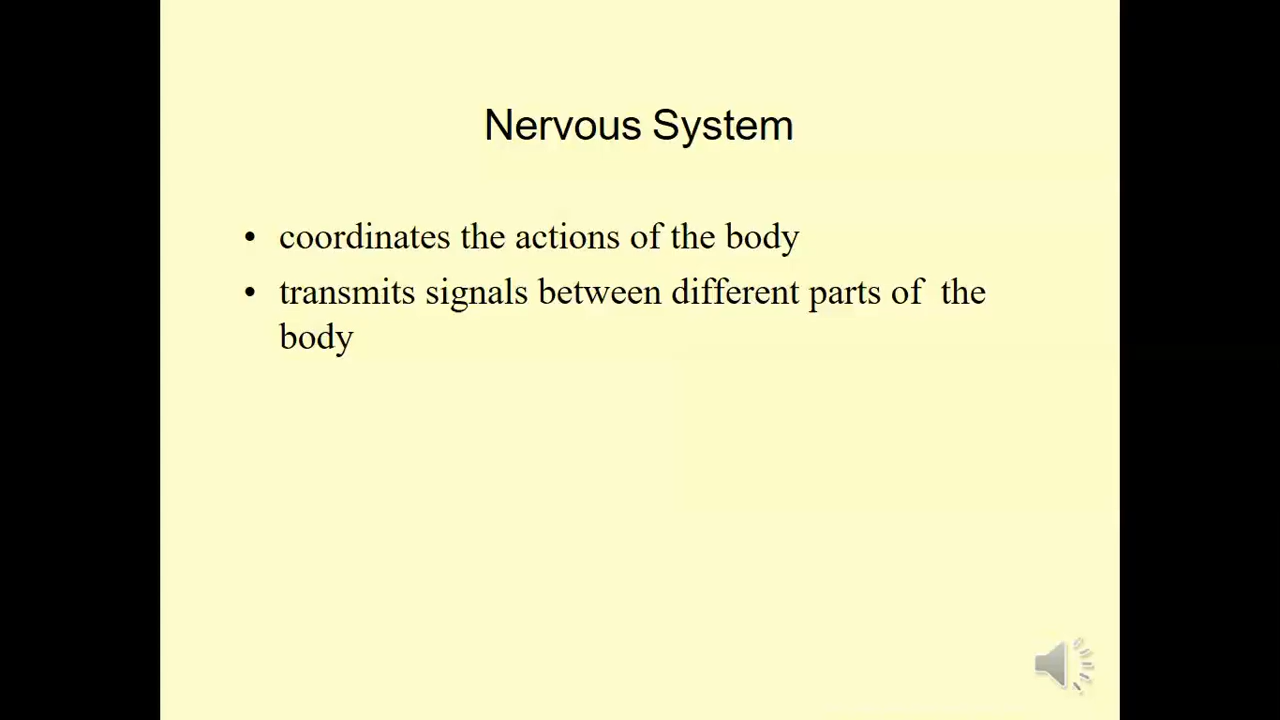 Nervous System
• coordinates the actions of the body
• transmits signals between different parts of  the
body